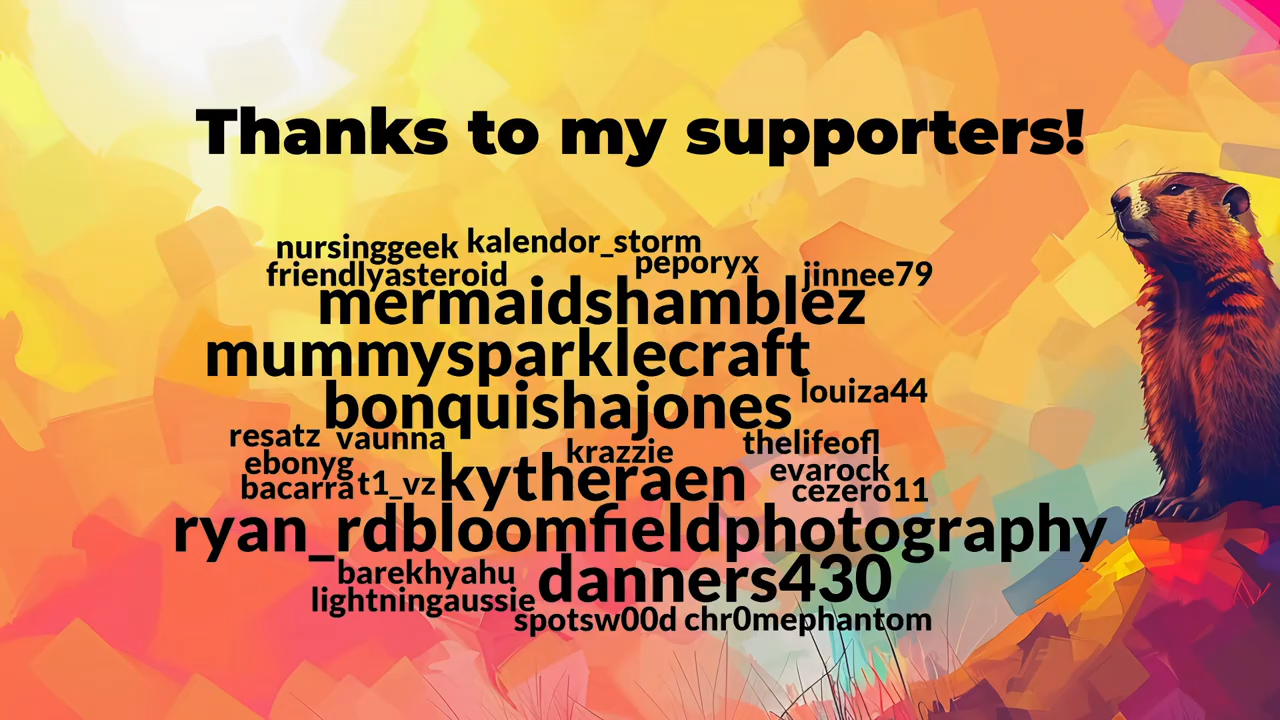 Thanks to my supporters!
nursinggeek kalendor_storm
friendlyasteroid peporyx jinnee79
mermaidshamblez
mummysparklecraft
bonquishajones louiza44
resatz vaunna krazzie thelifeofl
ebonyg kytheraen evarock
bacarra t1_vz cezero11
ryan_rdbloomfieldphotography
barekhyahu danners430
lightningaussie
spotsw00d chr0mephantom